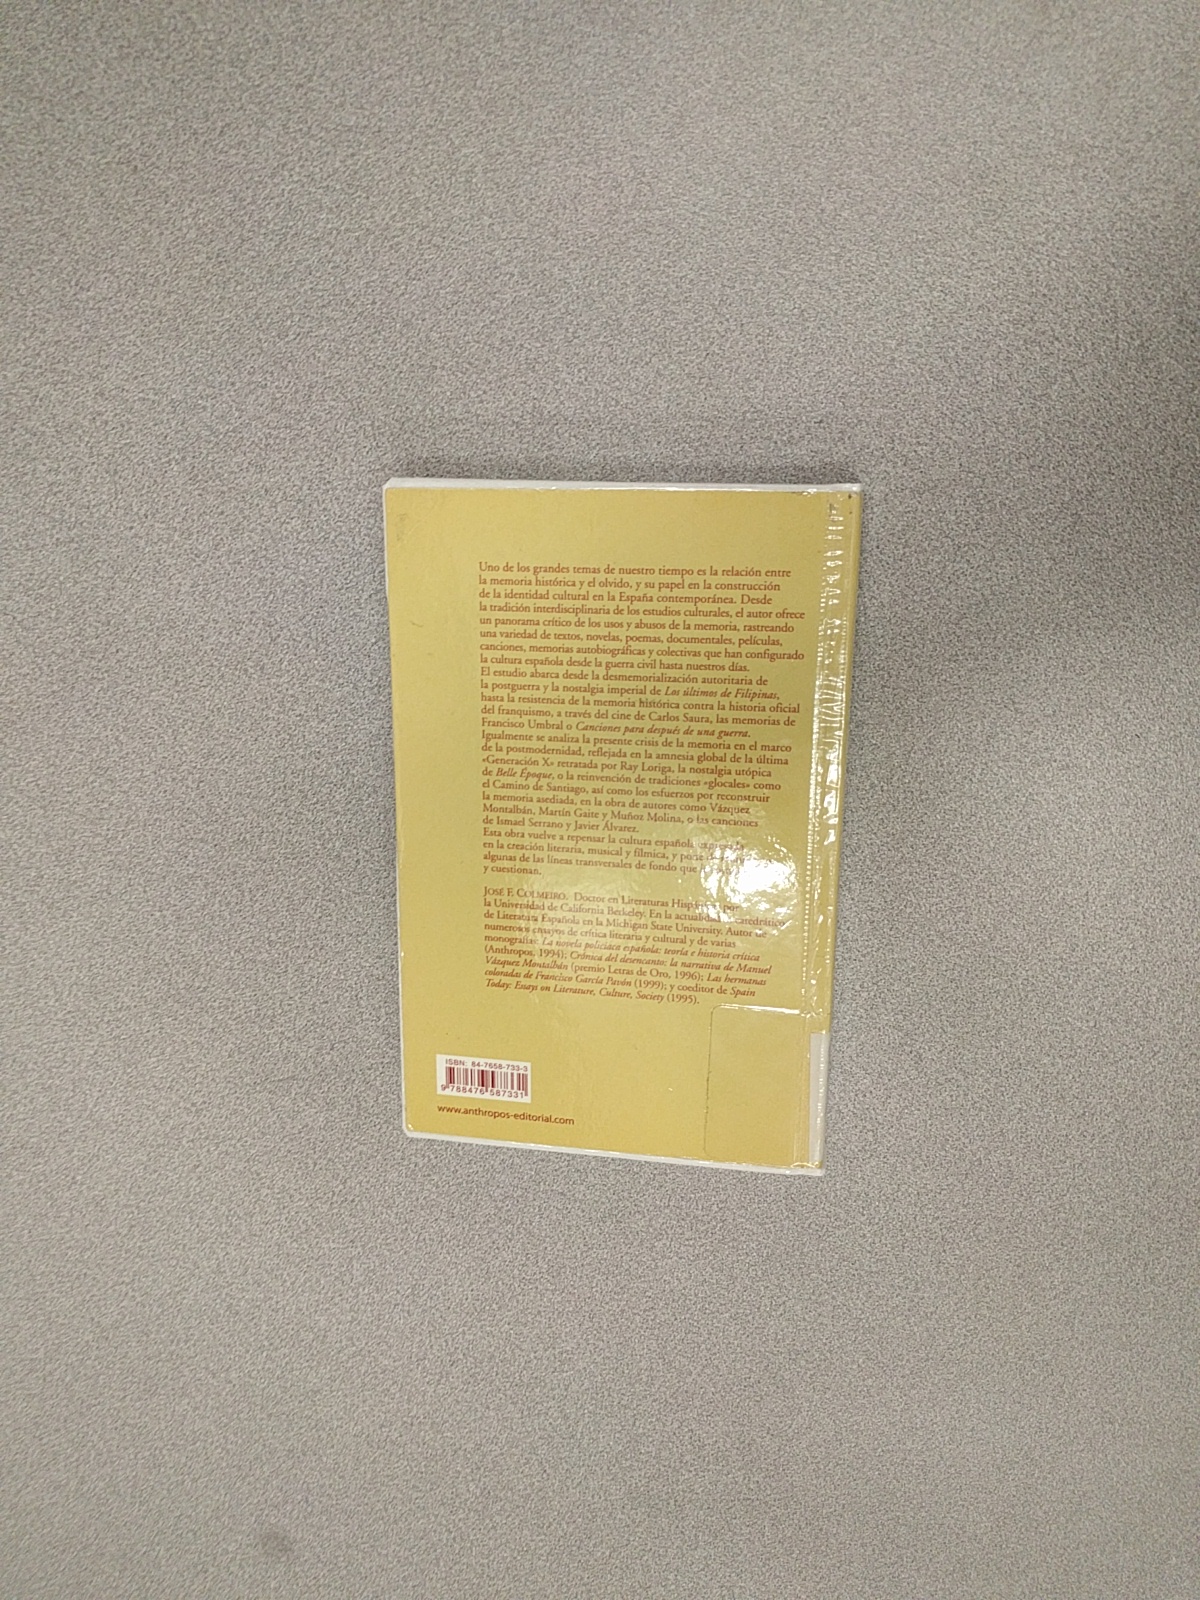 Uno de los grandes temas de nuestro tiempo es la relación entre
la memoria histórica y el olvido, y su papel en la construcción
de la identidad cultural en la España contemporánea. Desde
la tradición interdisciplinaria de los estudios culturales, el autor ofrece
un panorama crítico de los usos y abusos de la memoria, rastreando
una variedad de textos, novelas, poemas, documentales, películas,
canciones, memorias autobiográficas y colectivas que han configurado
la cultura española desde la guerra civil hasta nuestros días.
El estudio abarca desde la desmemorialización autoritaria de
la postguerra y la nostalgia imperial de Los últimos de Filipinas,
hasta la resistencia de la memoria histórica contra la historia oficial
del franquismo, a través del cine de Carlos Saura, las memorias de
Francisco Umbral o Canciones para después de una guerra.
Igualmente se analiza la presente crisis de la memoria en el marco
de la postmodernidad, reflejada en la amnesia global de la última
«Generación X» retratada por Ray Loriga, la nostalgia utópica
de Belle Époque, o la reinvención de tradiciones «glocales» como
el Camino de Santiago, así como los esfuerzos por reconstruir
la memoria asediada, en la obra de autores como Vázquez
Montalbán, Martín Gaite y Muñoz Molina, o las canciones
de Ismael Serrano y Javier Álvarez.
Esta obra vuelve a repensar la cultura española
en la creación literaria, musical y fílmica, y pone
algunas de las líneas transversales de fondo que
y cuestionan.
JOSÉ F. COLMEIRO. Doctor en Literaturas por
la Universidad de California Berkeley. En la actualidad catedrático
de Literatura Española en la Michigan State University. Autor de
numerosos ensayos de crítica literaria y cultural y de varias
monografías: La novela policiaca española: teoría e historia crítica
(Anthropos, 1994); Crónica del desencanto: la narrativa de Manuel
Vázquez Montalbán (premio Letras de Oro, 1996); Las hermanas
coloradas de Francisco García Pavón (1999); y coeditor de Spain
Today: Essays on Literature, Culture, Society (1995).
ISBN: 84-7658-733-3
9 788476 587331
www.anthropos-editorial.com